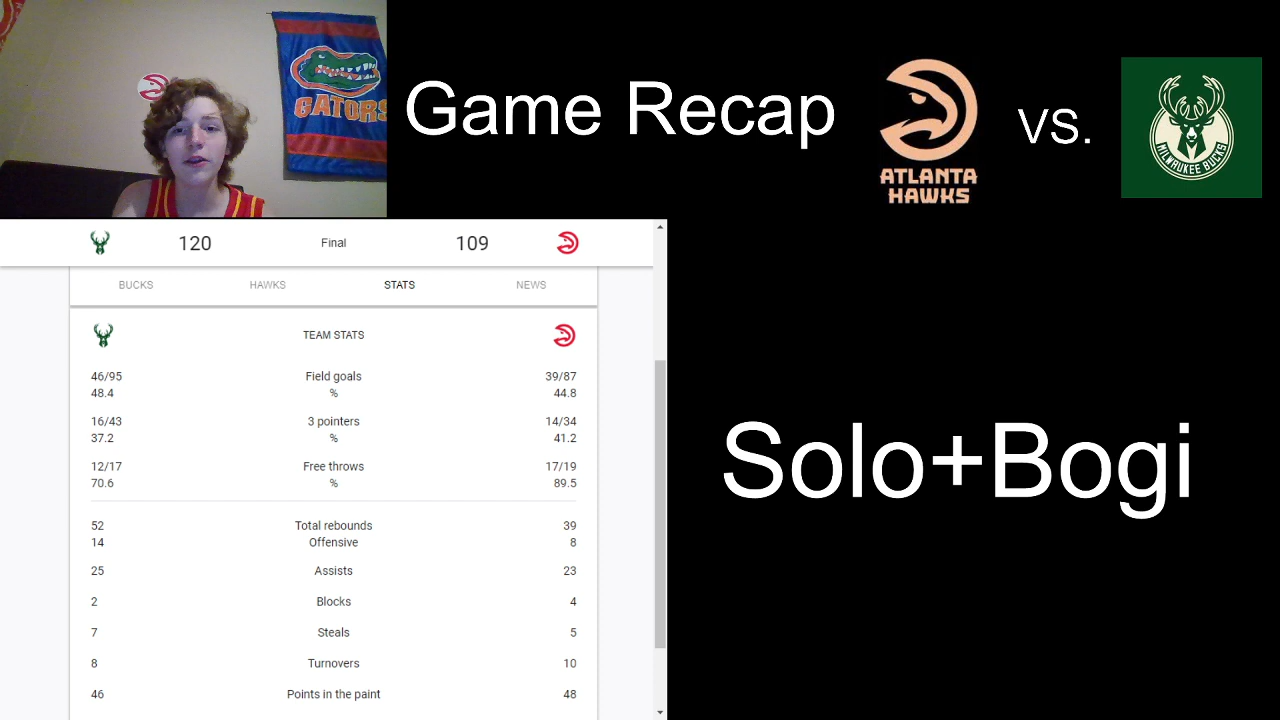 GATORS
Game Recap
ATLANTA
HAWKS
vs.
MILWAUKEE BUCKS
120 Final 109
BUCKS HAWKS STATS NEWS
TEAM STATS
46/95 Field goals 39/87
48.4 % 44.8
16/43 3 pointers 14/34
37.2 % 41.2
12/17 Free throws 17/19
70.6 % 89.5
52 Total rebounds 39
14 Offensive 8
25 Assists 23
2 Blocks 4
7 Steals 5
8 Turnovers 10
46 Points in the paint 48
Solo+Bogi